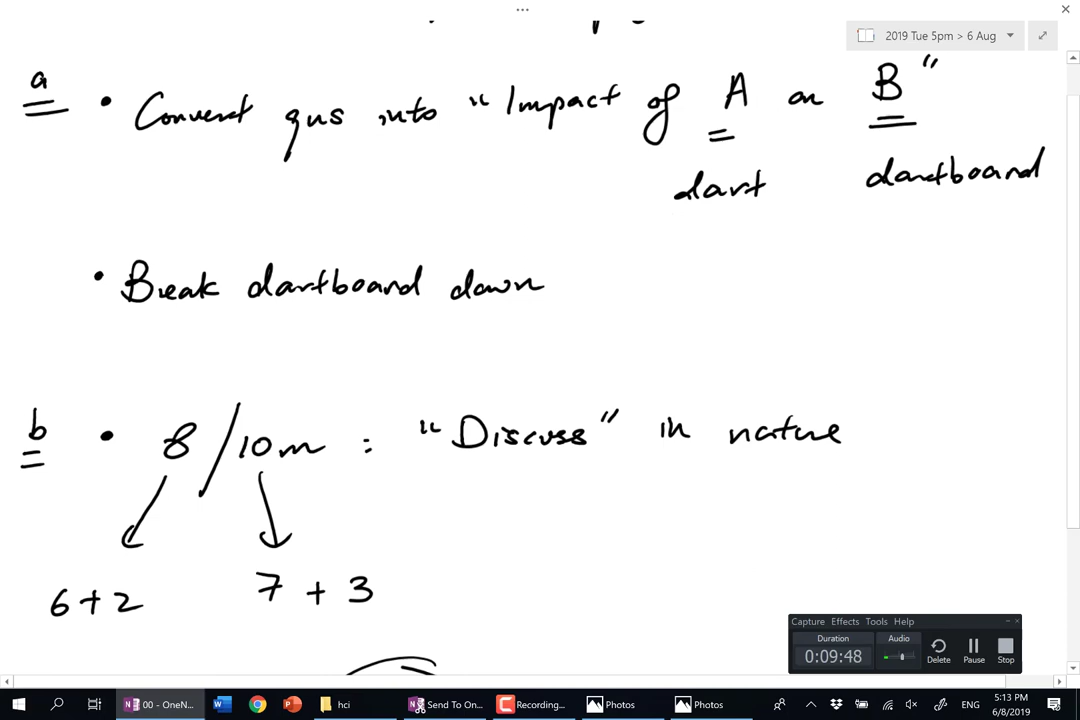 2019 Tue 5pm > 6 Aug
a
• Convert qns into "Impact of A on B"
dart dartboard
• Break dartboard down
b
• 8/10m : "Discuss" in nature
6+2 7 + 3
Capture Effects Tools Help
Duration Audio
0:09:48
Delete Pause Stop
00 - OneN...
hci
Send To On...
Recording...
Photos
Photos
ENG
5:13 PM
6/8/2019